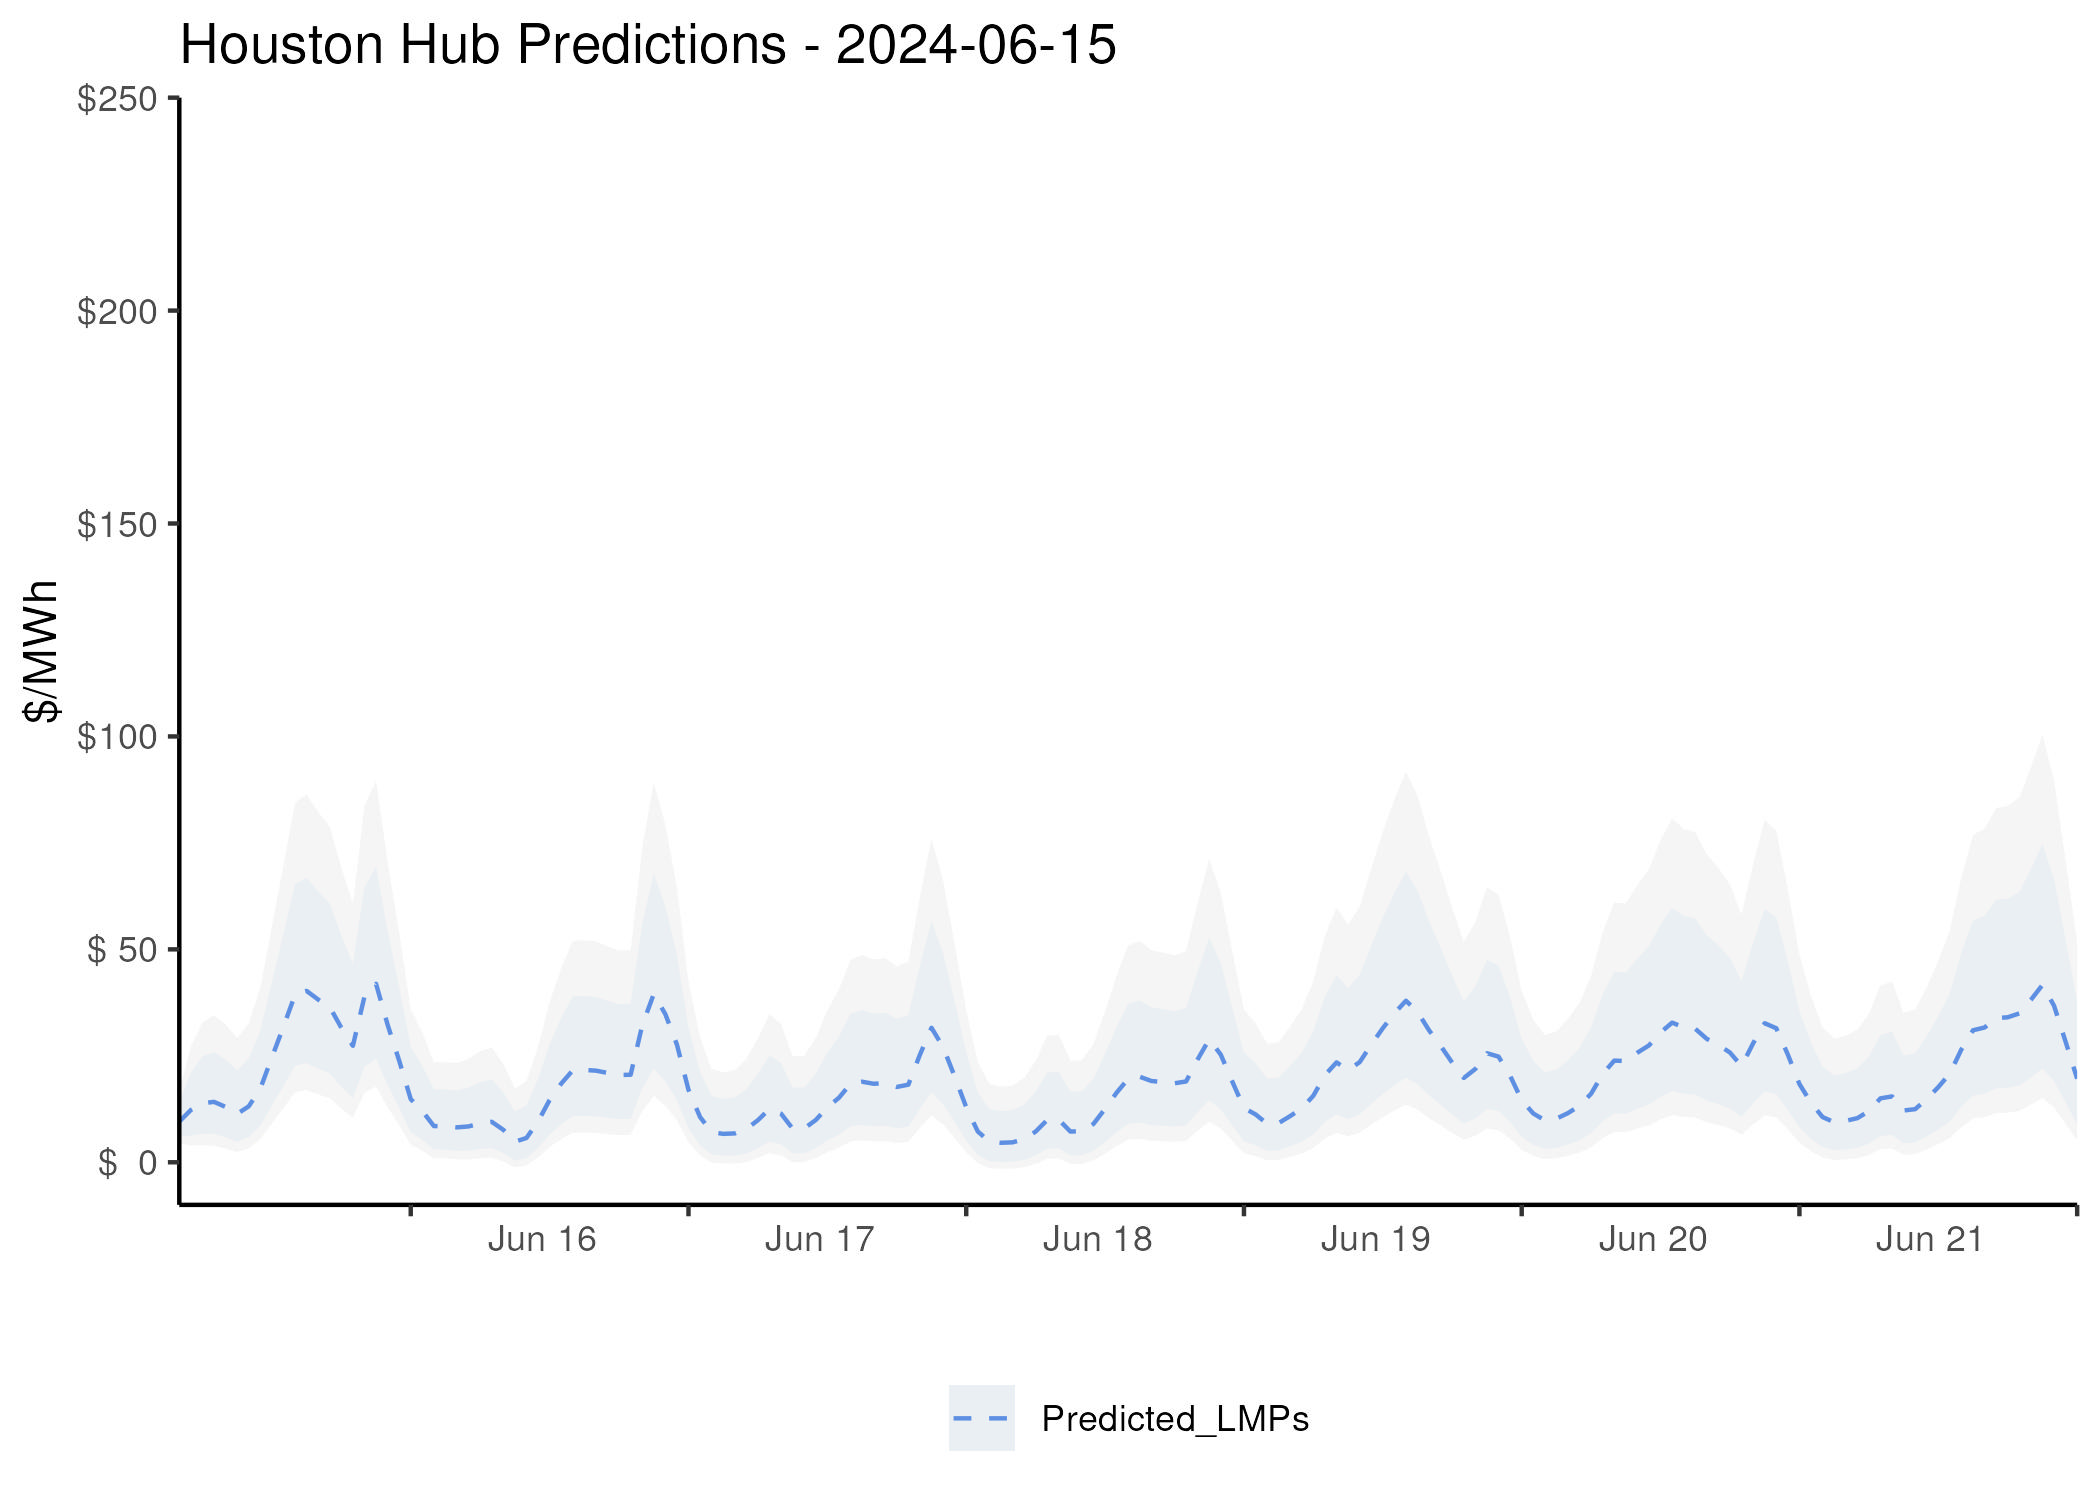 Houston Hub Predictions - 2024-06-15
$250
$200
$150
$100
$ 50
$  0
$/MWh
Jun 16
Jun 17
Jun 18
Jun 19
Jun 20
Jun 21
Predicted_LMPs